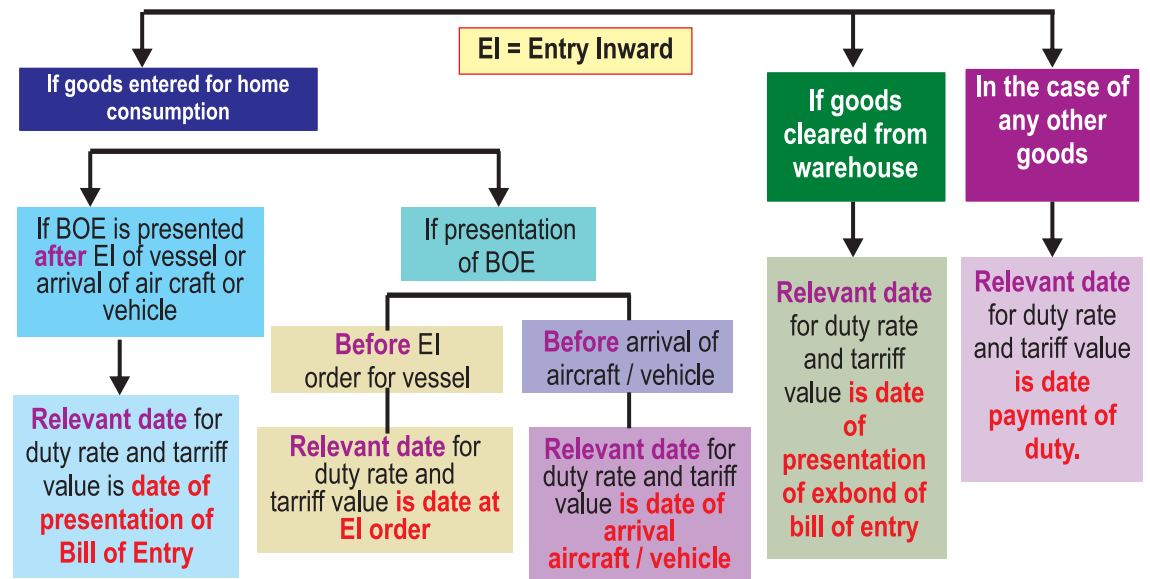 EI = Entry Inward
If goods entered for home
consumption
If goods
cleared from
warehouse
In the case of
any other
goods
If BOE is presented
after EI of vessel or
arrival of air craft or
vehicle
If presentation
of BOE
Before EI
order for vessel
Before arrival of
aircraft / vehicle
Relevant date for
duty rate and tarriff
value is date of
presentation of
Bill of Entry
Relevant date for
duty rate and
tarriff value is date at
EI order
Relevant date for
duty rate and tariff
value is date of
arrival
aircraft / vehicle
Relevant date
for duty rate
and tarriff
value is date
of
presentation
of exbond of
bill of entry
Relevant date
for duty rate
and tariff value
is date
payment of
duty.